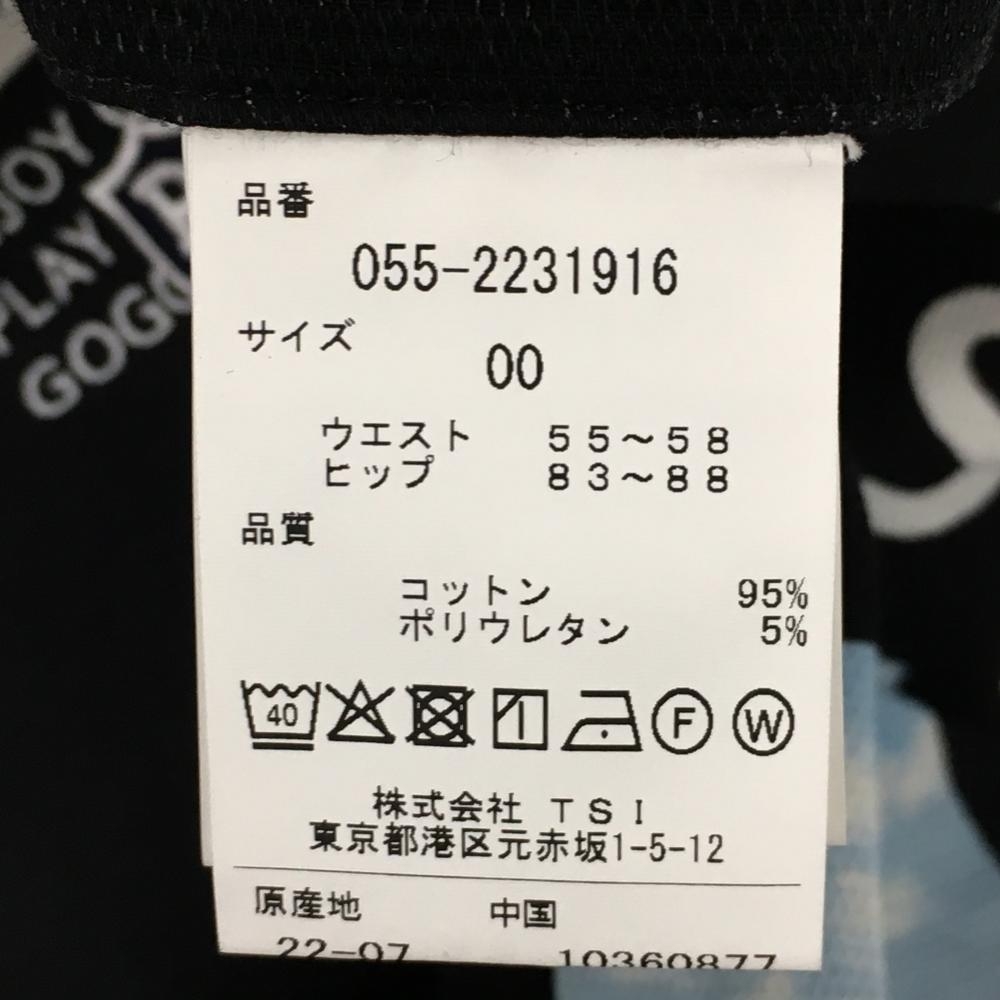 JOY
PLAY
GOGO
品番
055-2231916
サイズ
00
ウエスト 55～58
ヒップ 83～88
品質
コットン 95%
ポリウレタン 5%
40
F W
株式会社 TSI
東京都港区元赤坂1-5-12
原産地 中国
22-07 10360877